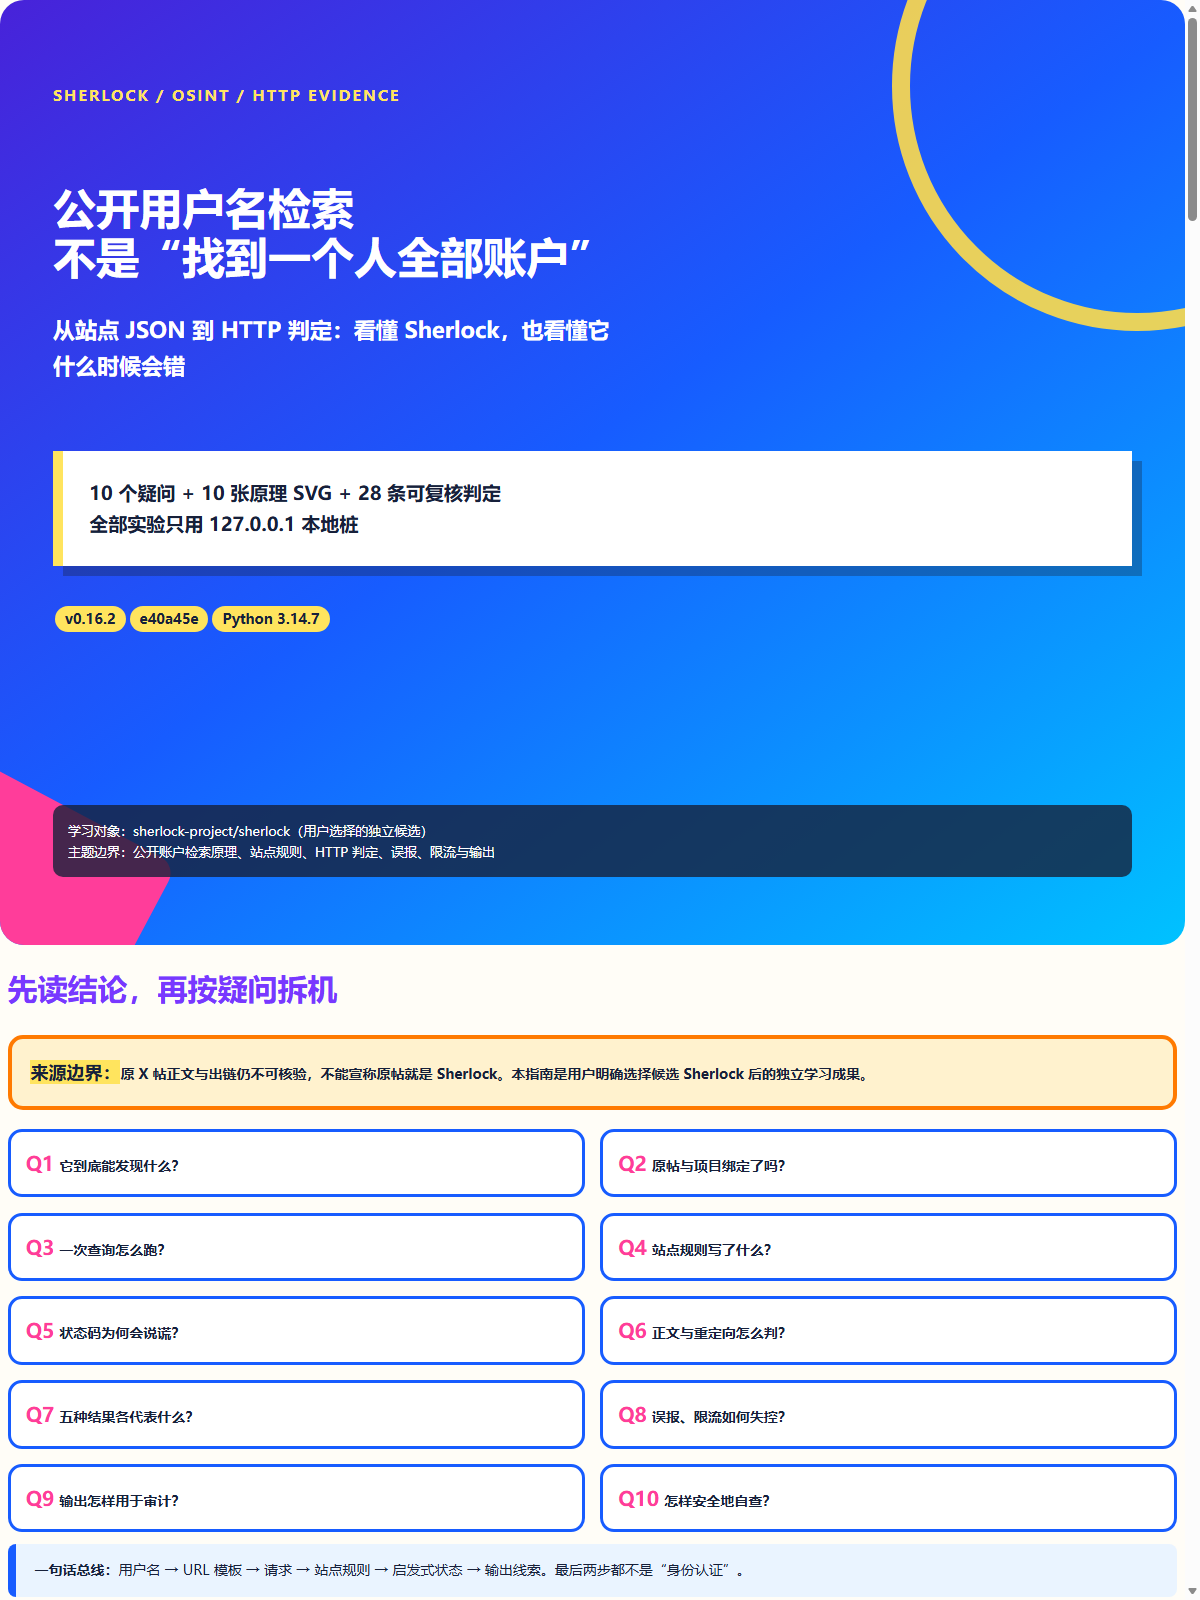 SHERLOCK / OSINT / HTTP EVIDENCE
公开用户名检索
不是“找到一个人全部账户”
从站点 JSON 到 HTTP 判定：看懂 Sherlock，也看懂它
什么时候会错
10 个疑问 + 10 张原理 SVG + 28 条可复核判定
全部实验只用 127.0.0.1 本地桩
v0.16.2 e40a45e Python 3.14.7
学习对象：sherlock-project/sherlock（用户选择的独立候选）
主题边界：公开账户检索原理、站点规则、HTTP 判定、误报、限流与输出
先读结论，再按疑问拆机
来源边界：原 X 帖正文与出链仍不可核验，不能宣称原帖就是 Sherlock。本指南是用户明确选择候选 Sherlock 后的独立学习成果。
Q1 它到底能发现什么？
Q2 原帖与项目绑定了吗？
Q3 一次查询怎么跑？
Q4 站点规则写了什么？
Q5 状态码为何会说谎？
Q6 正文与重定向怎么判？
Q7 五种结果各代表什么？
Q8 误报、限流如何失控？
Q9 输出怎样用于审计？
Q10 怎样安全地自查？
一句话总线：用户名 → URL 模板 → 请求 → 站点规则 → 启发式状态 → 输出线索。最后两步都不是“身份认证”。